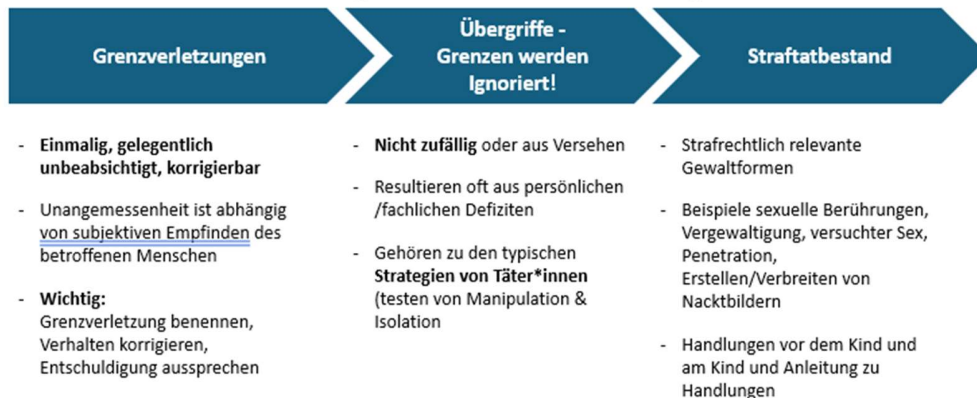 Grenzverletzungen
Übergriffe -
Grenzen werden
Ignoriert!
Straftatbestand
- Einmalig, gelegentlich
unbeabsichtigt, korrigierbar
- Unangemessenheit ist abhängig
von subjektiven Empfinden des
betroffenen Menschen
- Wichtig:
Grenzverletzung benennen,
Verhalten korrigieren,
Entschuldigung aussprechen
- Nicht zufällig oder aus Versehen
- Resultieren oft aus persönlichen
/fachlichen Defiziten
- Gehören zu den typischen
Strategien von Täter*innen
(testen von Manipulation &
Isolation
- Strafrechtlich relevante
Gewaltformen
- Beispiele sexuelle Berührungen,
Vergewaltigung, versuchter Sex,
Penetration,
Erstellen/Verbreiten von
Nacktbildern
- Handlungen vor dem Kind und
am Kind und Anleitung zu
Handlungen